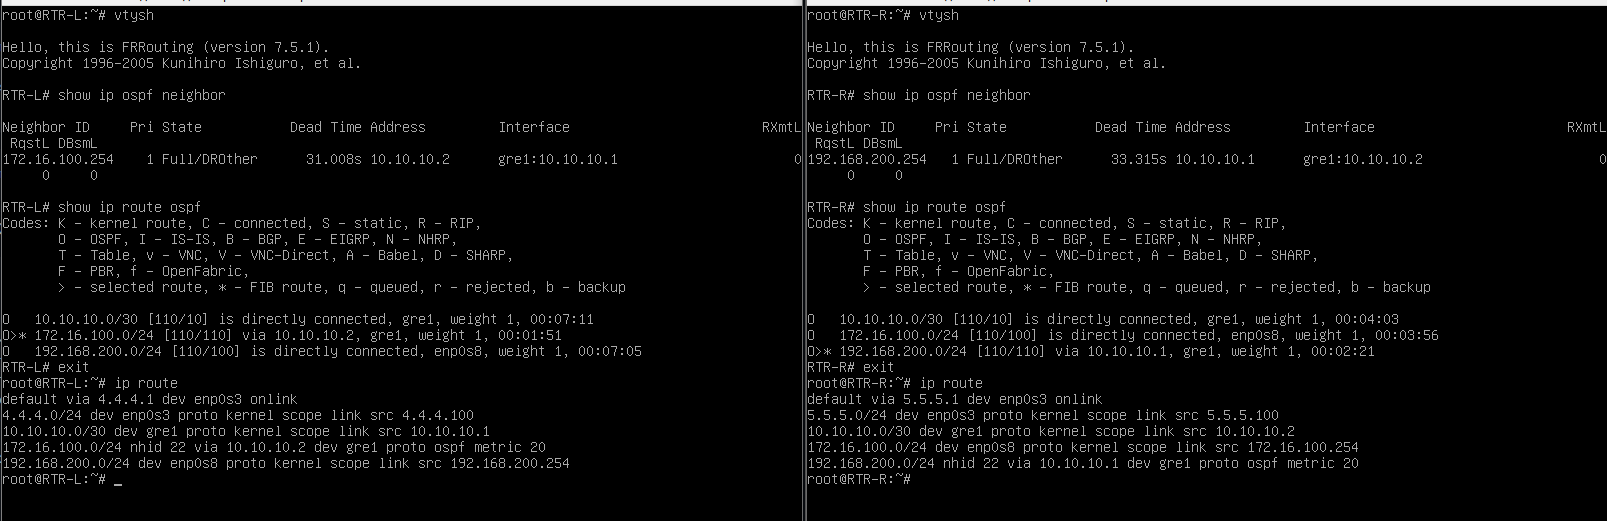 root@RTR-L:~# vtysh

Hello, this is FRRouting (version 7.5.1).
Copyright 1996-2005 Kunihiro Ishiguro, et al.

RTR-L# show ip ospf neighbor

Neighbor ID     Pri State           Dead Time Address         Interface                        RXmtL
 RqstL DBsmL
172.16.100.254    1 Full/DROther      31.008s 10.10.10.2      gre1:10.10.10.1                      0
     0     0

RTR-L# show ip route ospf
Codes: K - kernel route, C - connected, S - static, R - RIP,
       O - OSPF, I - IS-IS, B - BGP, E - EIGRP, N - NHRP,
       T - Table, v - VNC, V - VNC-Direct, A - Babel, D - SHARP,
       F - PBR, f - OpenFabric,
       > - selected route, * - FIB route, q - queued, r - rejected, b - backup

O   10.10.10.0/30 [110/10] is directly connected, gre1, weight 1, 00:07:11
O>* 172.16.100.0/24 [110/110] via 10.10.10.2, gre1, weight 1, 00:01:51
O   192.168.200.0/24 [110/100] is directly connected, enp0s8, weight 1, 00:07:05
RTR-L# exit
root@RTR-L:~# ip route
default via 4.4.4.1 dev enp0s3 onlink
4.4.4.0/24 dev enp0s3 proto kernel scope link src 4.4.4.100
10.10.10.0/30 dev gre1 proto kernel scope link src 10.10.10.1
172.16.100.0/24 nhid 22 via 10.10.10.2 dev gre1 proto ospf metric 20
192.168.200.0/24 dev enp0s8 proto kernel scope link src 192.168.200.254
root@RTR-L:~# _

root@RTR-R:~# vtysh

Hello, this is FRRouting (version 7.5.1).
Copyright 1996-2005 Kunihiro Ishiguro, et al.

RTR-R# show ip ospf neighbor

Neighbor ID     Pri State           Dead Time Address         Interface                        RXmtL
 RqstL DBsmL
192.168.200.254   1 Full/DROther      33.315s 10.10.10.1      gre1:10.10.10.2                      0
     0     0

RTR-R# show ip route ospf
Codes: K - kernel route, C - connected, S - static, R - RIP,
       O - OSPF, I - IS-IS, B - BGP, E - EIGRP, N - NHRP,
       T - Table, v - VNC, V - VNC-Direct, A - Babel, D - SHARP,
       F - PBR, f - OpenFabric,
       > - selected route, * - FIB route, q - queued, r - rejected, b - backup

O   10.10.10.0/30 [110/10] is directly connected, gre1, weight 1, 00:04:03
O   172.16.100.0/24 [110/100] is directly connected, enp0s8, weight 1, 00:03:56
O>* 192.168.200.0/24 [110/110] via 10.10.10.1, gre1, weight 1, 00:02:21
RTR-R# exit
root@RTR-R:~# ip route
default via 5.5.5.1 dev enp0s3 onlink
5.5.5.0/24 dev enp0s3 proto kernel scope link src 5.5.5.100
10.10.10.0/30 dev gre1 proto kernel scope link src 10.10.10.2
172.16.100.0/24 dev enp0s8 proto kernel scope link src 172.16.100.254
192.168.200.0/24 nhid 22 via 10.10.10.1 dev gre1 proto ospf metric 20
root@RTR-R:~#